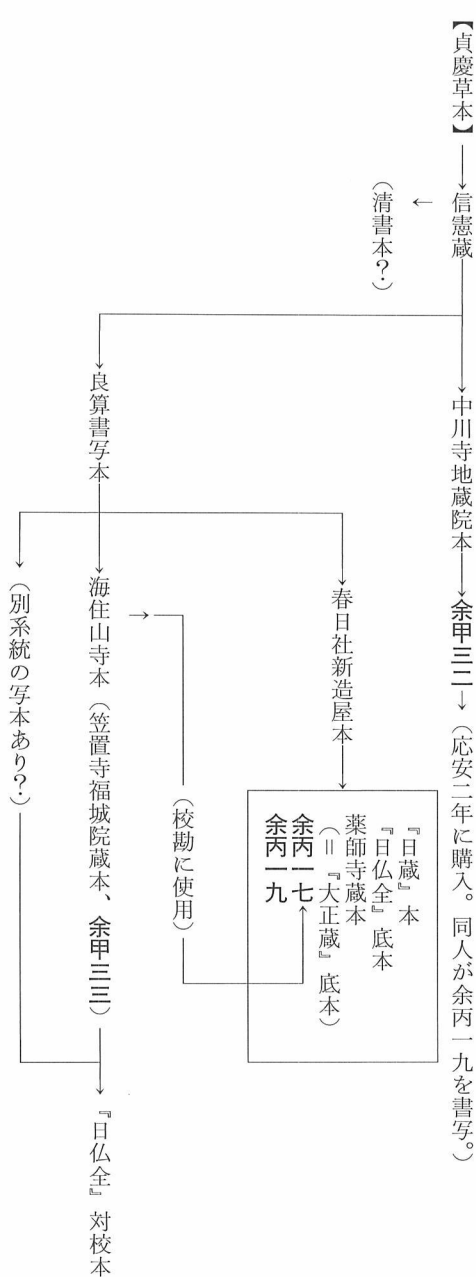 【貞慶草本】→信憲蔵→中川寺地蔵院本→余甲三二→（応安二年に購入。同人が余丙一九を書写。）
↓
（清書本？）
『日蔵』本
『日仏全』底本
薬師寺蔵本
（＝『大正蔵』底本）
余丙一七
余丙一九
春日社新造屋本
（校勘に使用）
良算書写本
海住山寺本（笠置寺福城院蔵本、余甲三三）
『日仏全』対校本
（別系統の写本あり？）